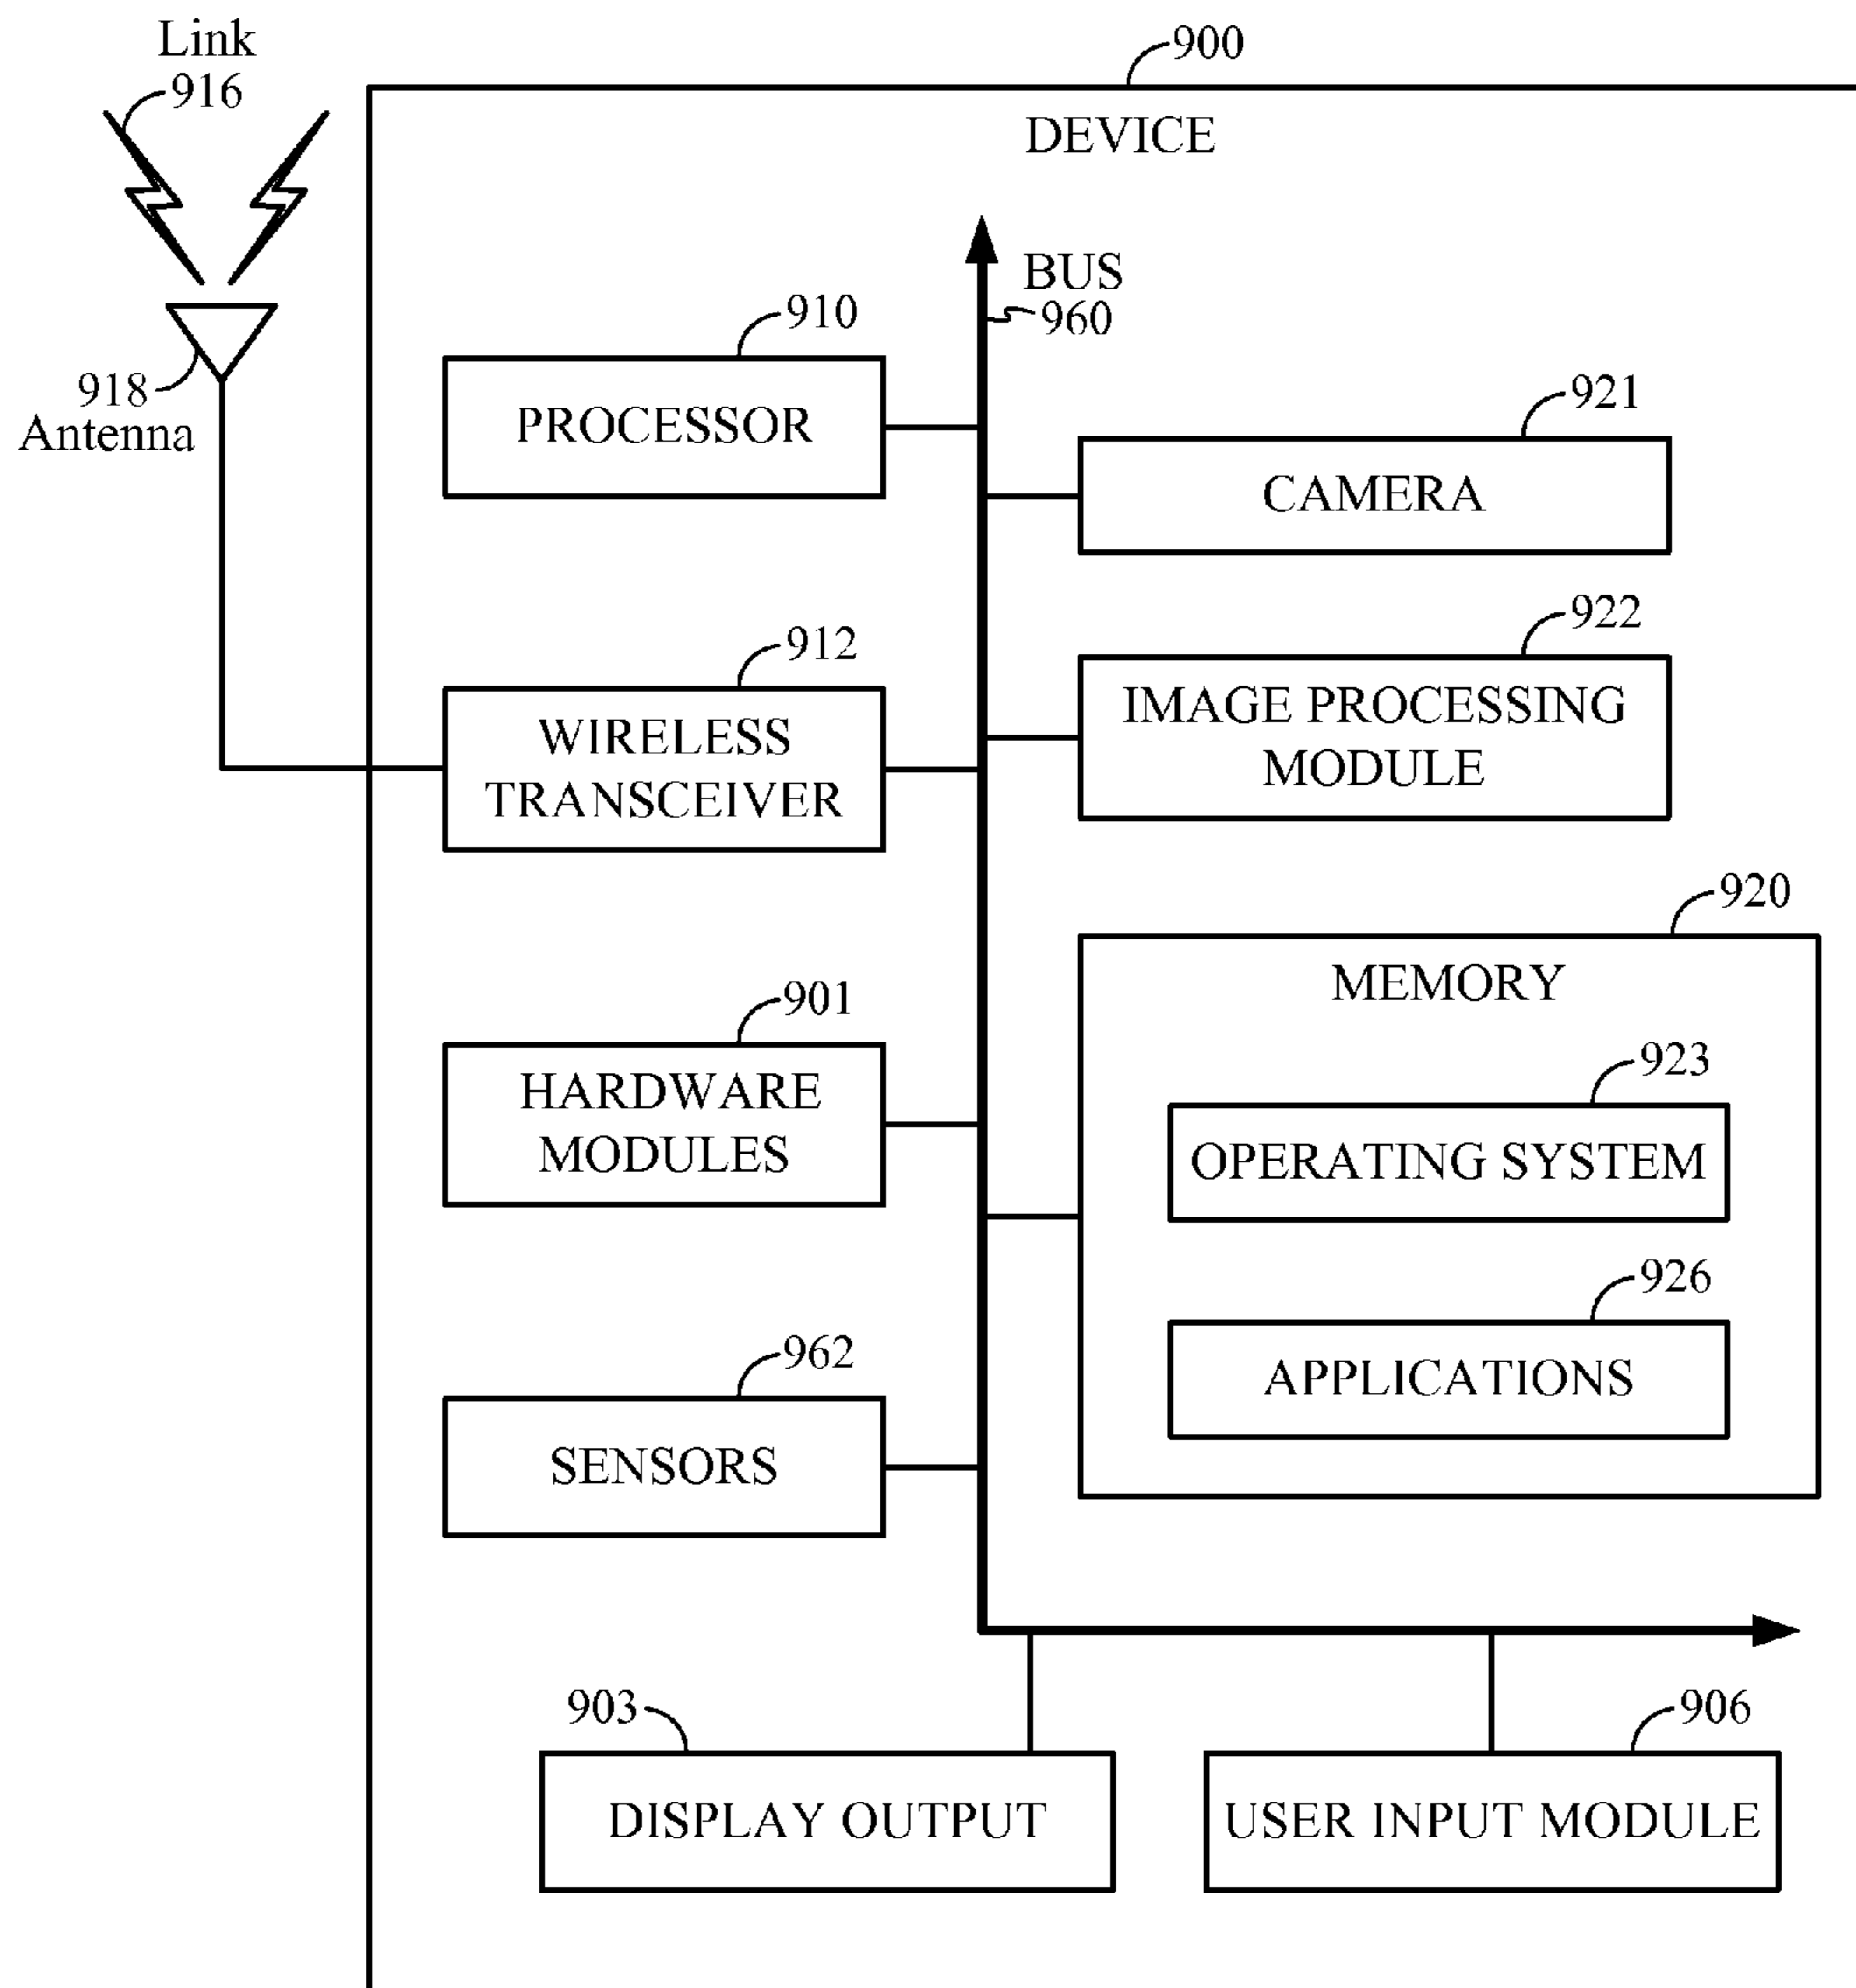 Link
916
900
DEVICE
BUS
960
910
PROCESSOR
918
Antenna
921
CAMERA
912
WIRELESS
TRANSCEIVER
922
IMAGE PROCESSING
MODULE
920
MEMORY
901
HARDWARE
MODULES
923
OPERATING SYSTEM
926
APPLICATIONS
962
SENSORS
903
DISPLAY OUTPUT
906
USER INPUT MODULE